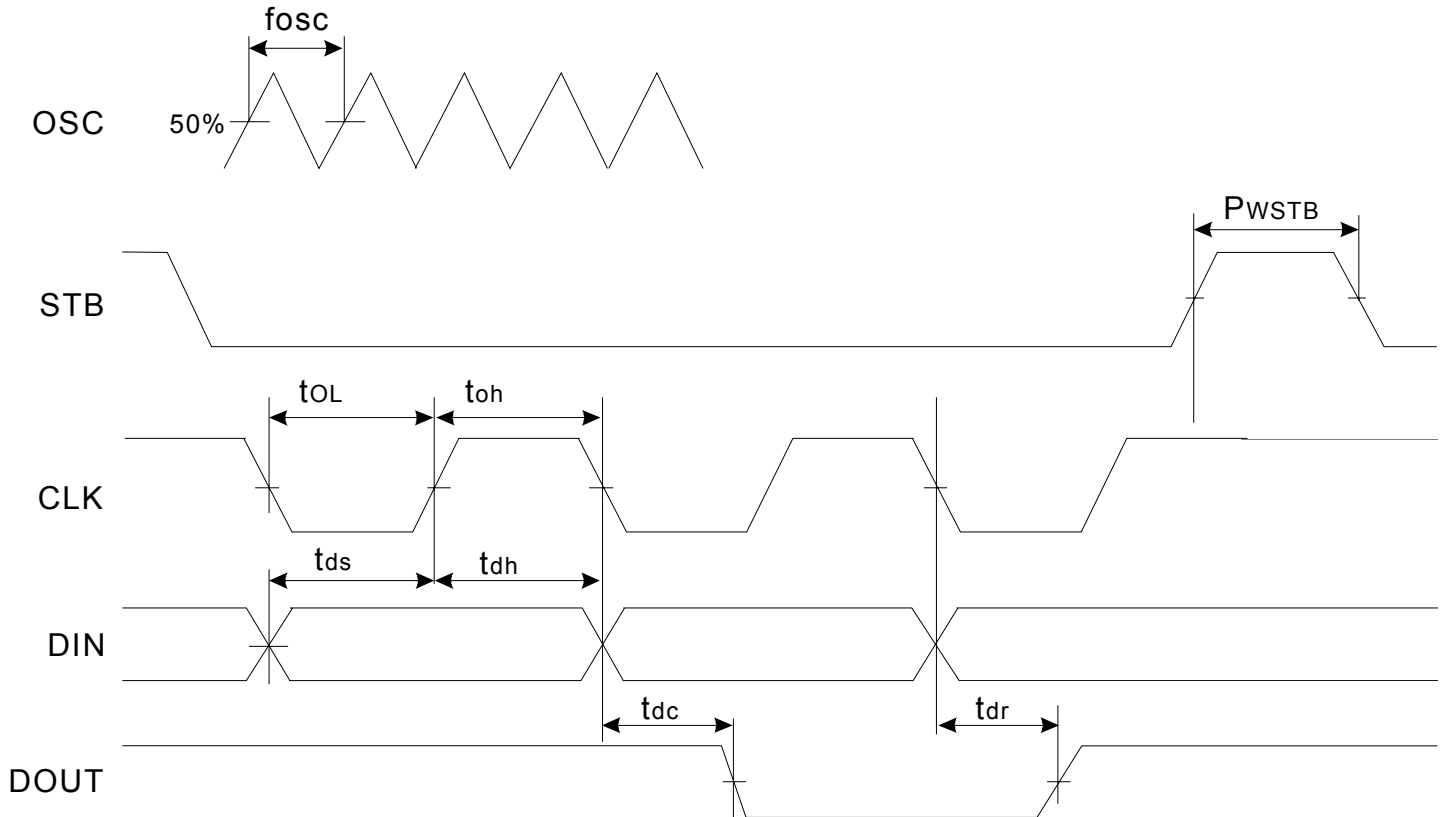 fosc
OSC
50%
PWSTB
STB
tOL
toh
CLK
tds
tdh
DIN
tdc
tdr
DOUT